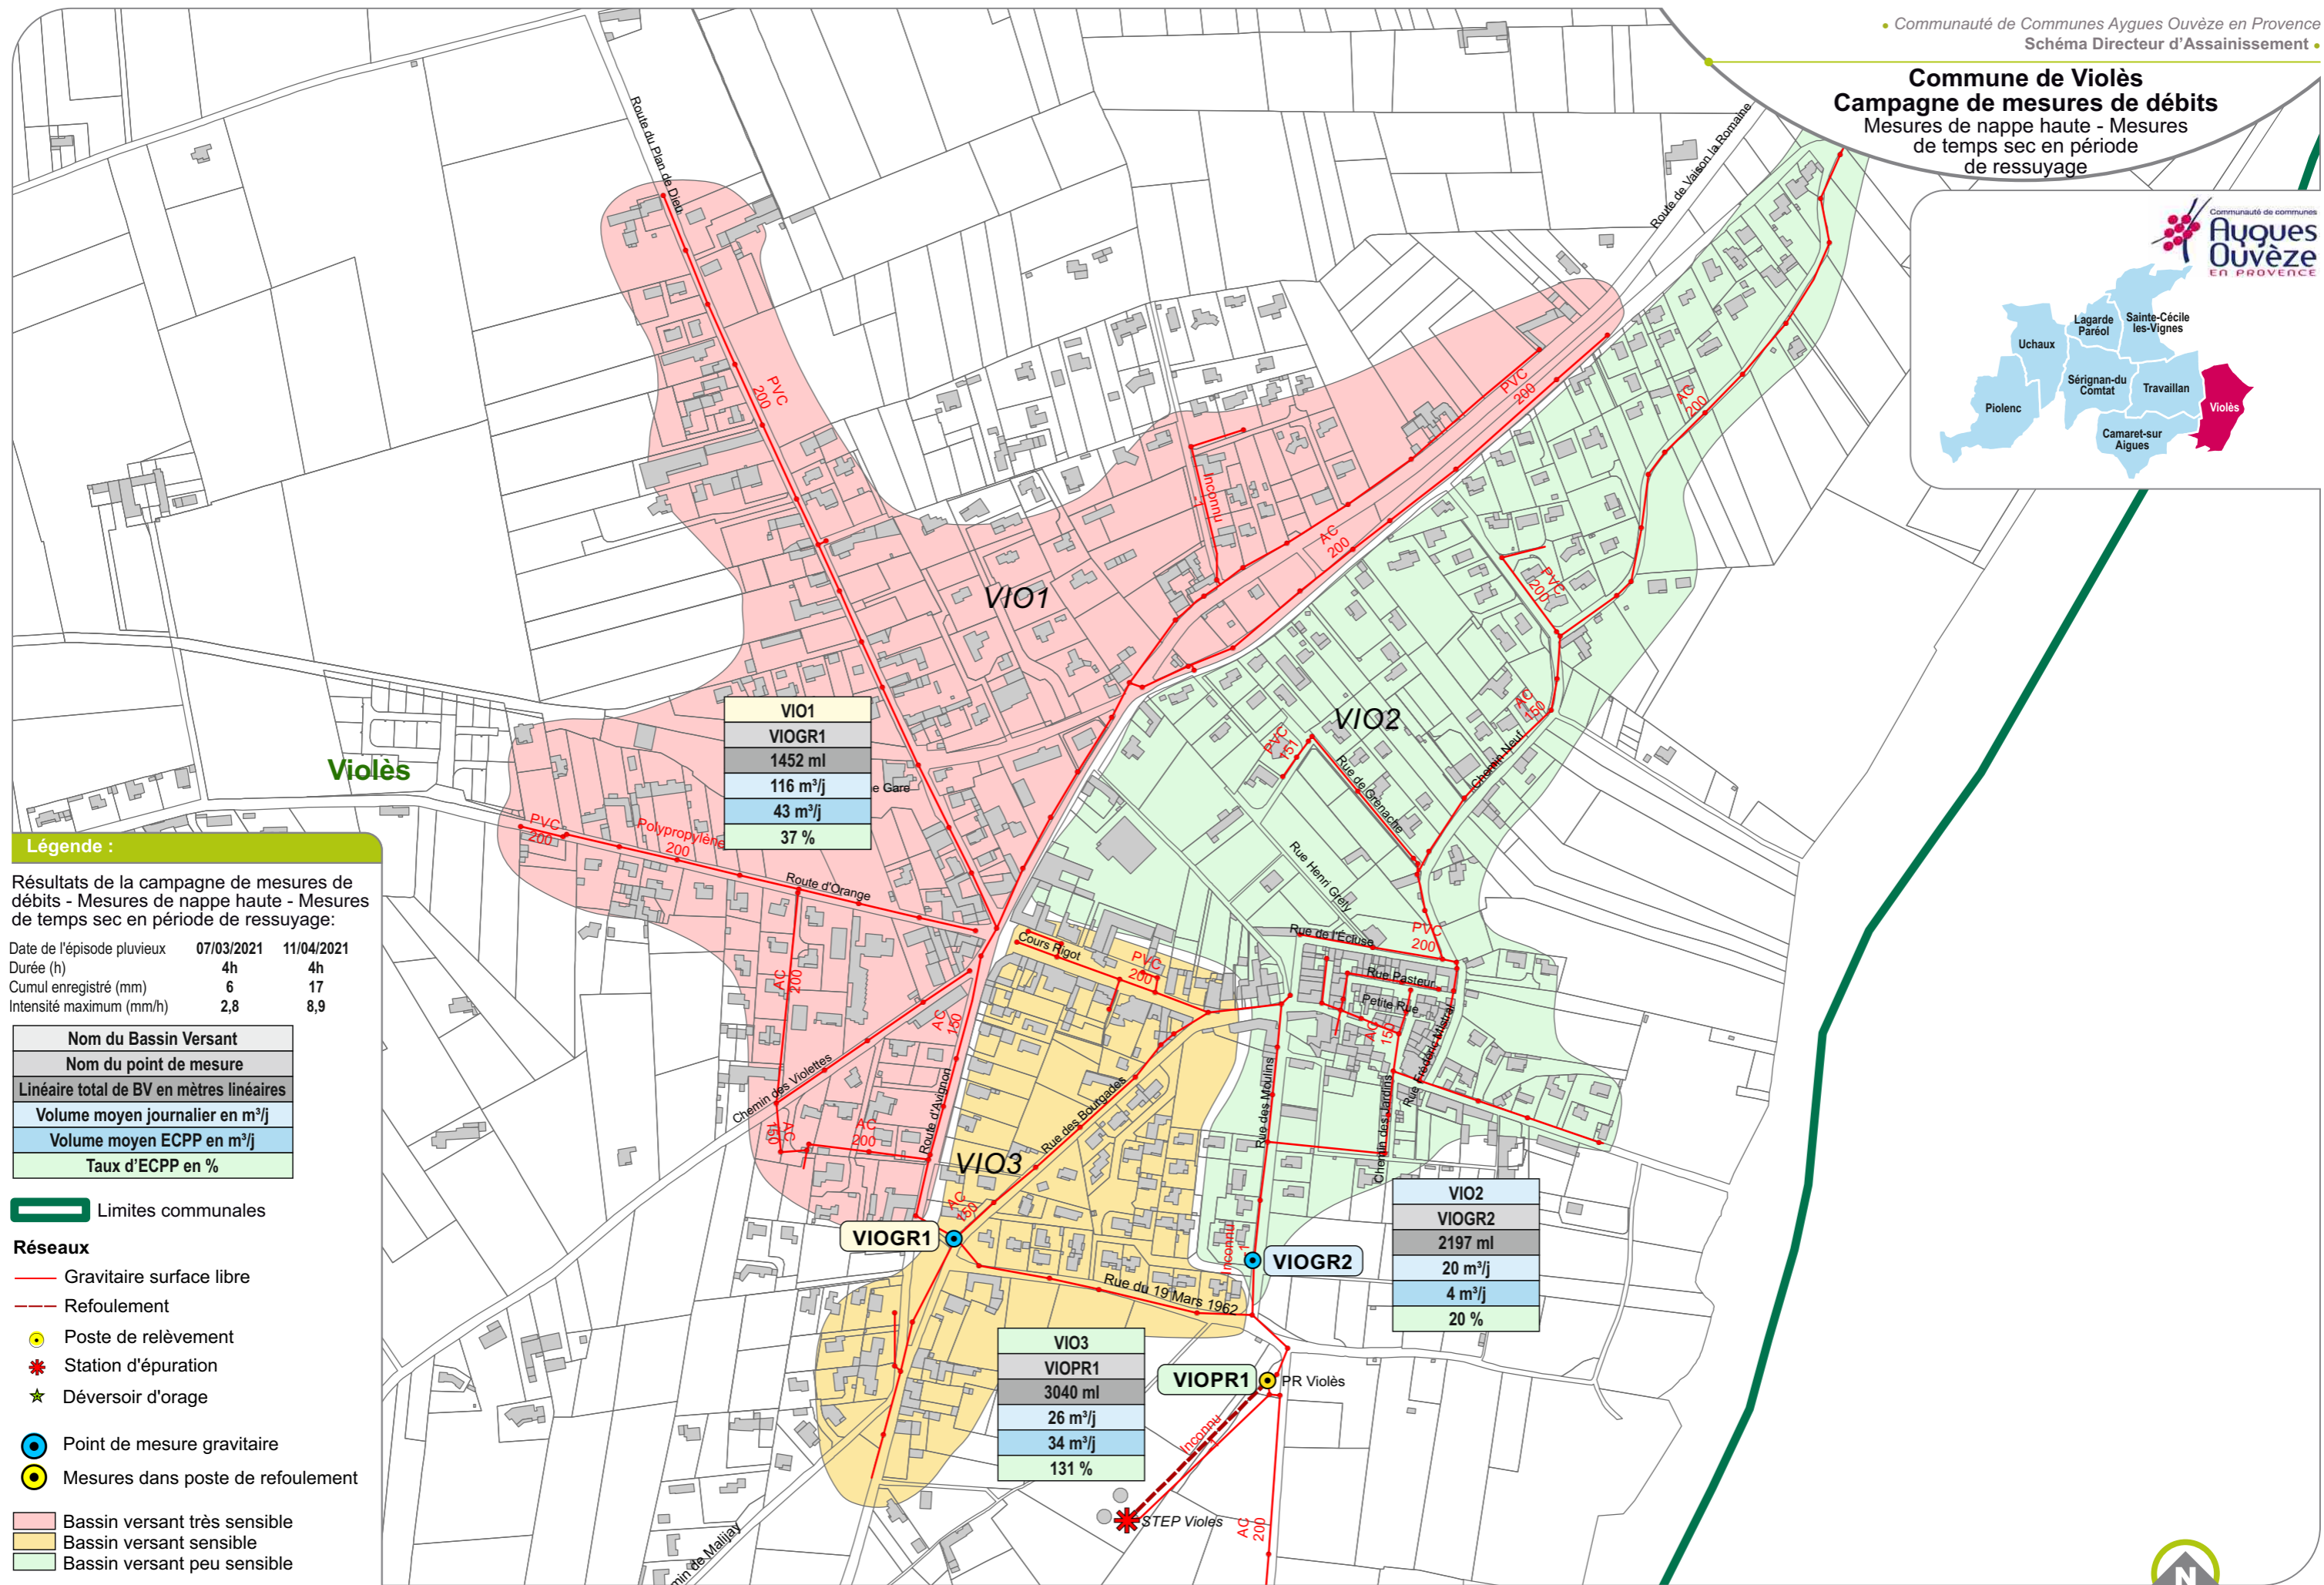 • Communauté de Communes Aygues Ouvèze en Provence
Schéma Directeur d'Assainissement •
Commune de Violès
Campagne de mesures de débits
Mesures de nappe haute - Mesures
de temps sec en période
de ressuyage
Communauté de communes
Aygues
Ouvèze
EN PROVENCE
Uchaux
Lagarde
Paréol
Sainte-Cécile
les-Vignes
Piolenc
Sérignan-du
Comtat
Travaillan
Violès
Camaret-sur
Aigues
Route du Plan de Dieu
Route de Vaison la Romaine
PVC
200
PVC
200
AC
200
Inconnu
AC
200
VIO1
PVC
200
VIO2
AC
150
Chemin Neuf
PVC
151
Rue de Grenache
Rue Henri Grély
VIO1
VIOGR1
1452 ml
116 m³/j
43 m³/j
37 %
e Gare
Violès
PVC
200
Polypropylène
200
Route d'Orange
AC
200
Cours Rigot
PVC
200
Rue de l'Écluse
PVC
200
Rue Pasteur
Petite Rue
AC
150
Rue Frédéric Mistral
AC
150
Chemin des Violettes
AC
150
AC
200
Route d'Avignon
Rue des Bourgades
Rue des Moulins
Chemin des Jardins
VIO3
AC
150
VIOGR1
Inconnu
-1
VIOGR2
Rue du 19 Mars 1962
VIO2
VIOGR2
2197 ml
20 m³/j
4 m³/j
20 %
VIO3
VIOPR1
3040 ml
26 m³/j
34 m³/j
131 %
VIOPR1
PR Violès
Inconnu
STEP Violes
AC
200
min de Malijay
N
Légende :
Résultats de la campagne de mesures de
débits - Mesures de nappe haute - Mesures
de temps sec en période de ressuyage:
Date de l'épisode pluvieux 07/03/2021 11/04/2021
Durée (h) 4h 4h
Cumul enregistré (mm) 6 17
Intensité maximum (mm/h) 2,8 8,9
Nom du Bassin Versant
Nom du point de mesure
Linéaire total de BV en mètres linéaires
Volume moyen journalier en m³/j
Volume moyen ECPP en m³/j
Taux d'ECPP en %
Limites communales
Réseaux
Gravitaire surface libre
Refoulement
Poste de relèvement
Station d'épuration
Déversoir d'orage
Point de mesure gravitaire
Mesures dans poste de refoulement
Bassin versant très sensible
Bassin versant sensible
Bassin versant peu sensible